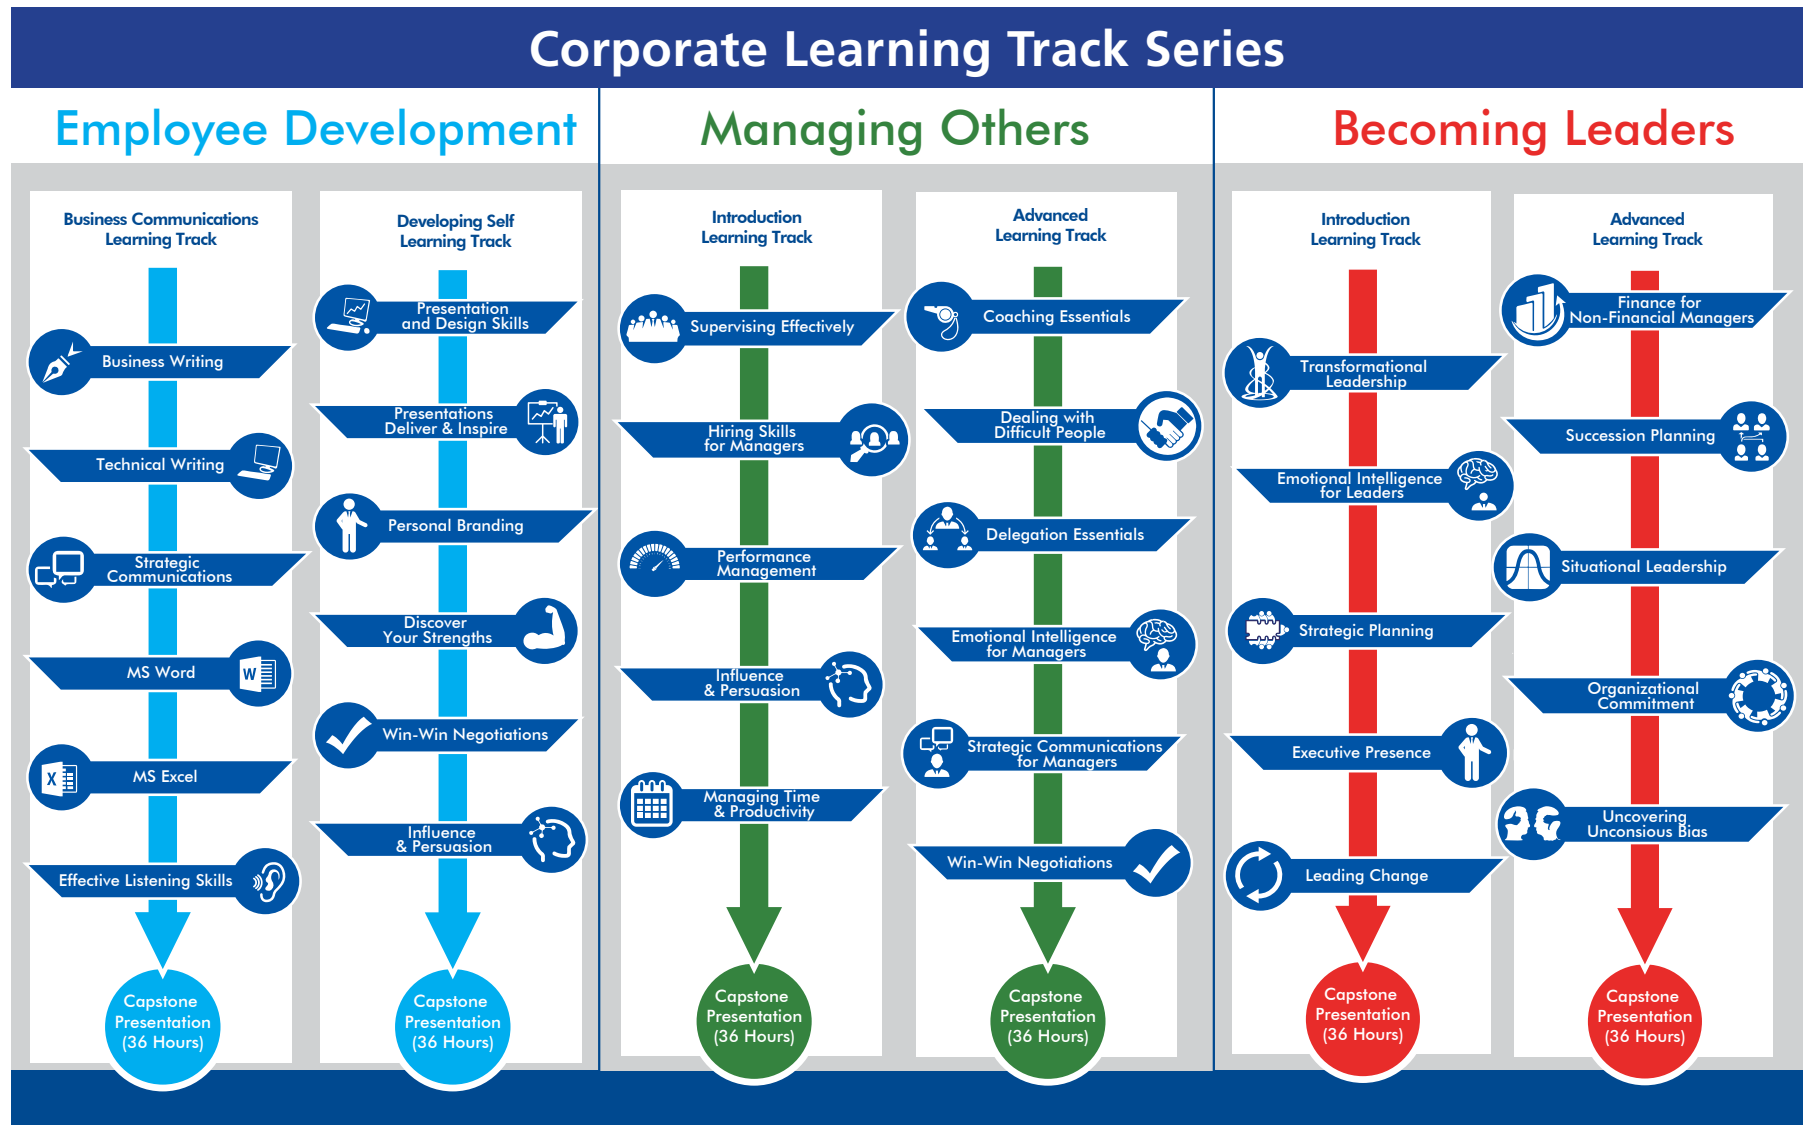 Corporate Learning Track Series
Employee Development
Business Communications
Learning Track
Business Writing
Technical Writing
Strategic
Communications
MS Word
W
X
MS Excel
Effective Listening Skills
Capstone
Presentation
(36 Hours)
Developing Self
Learning Track
Presentation
and Design Skills
Presentations
Deliver & Inspire
Personal Branding
Discover
Your Strengths
Win-Win Negotiations
Influence
& Persuasion
Capstone
Presentation
(36 Hours)
Managing Others
Introduction
Learning Track
Supervising Effectively
Hiring Skills
for Managers
Performance
Management
Influence
& Persuasion
Managing Time
& Productivity
Capstone
Presentation
(36 Hours)
Advanced
Learning Track
Coaching Essentials
Dealing with
Difficult People
Delegation Essentials
Emotional Intelligence
for Managers
Strategic Communications
for Managers
Win-Win Negotiations
Capstone
Presentation
(36 Hours)
Becoming Leaders
Introduction
Learning Track
Transformational
Leadership
Emotional Intelligence
for Leaders
Strategic Planning
Executive Presence
Leading Change
Capstone
Presentation
(36 Hours)
Advanced
Learning Track
Finance for
Non-Financial Managers
Succession Planning
Situational Leadership
Organizational
Commitment
Uncovering
Unconsious Bias
Capstone
Presentation
(36 Hours)